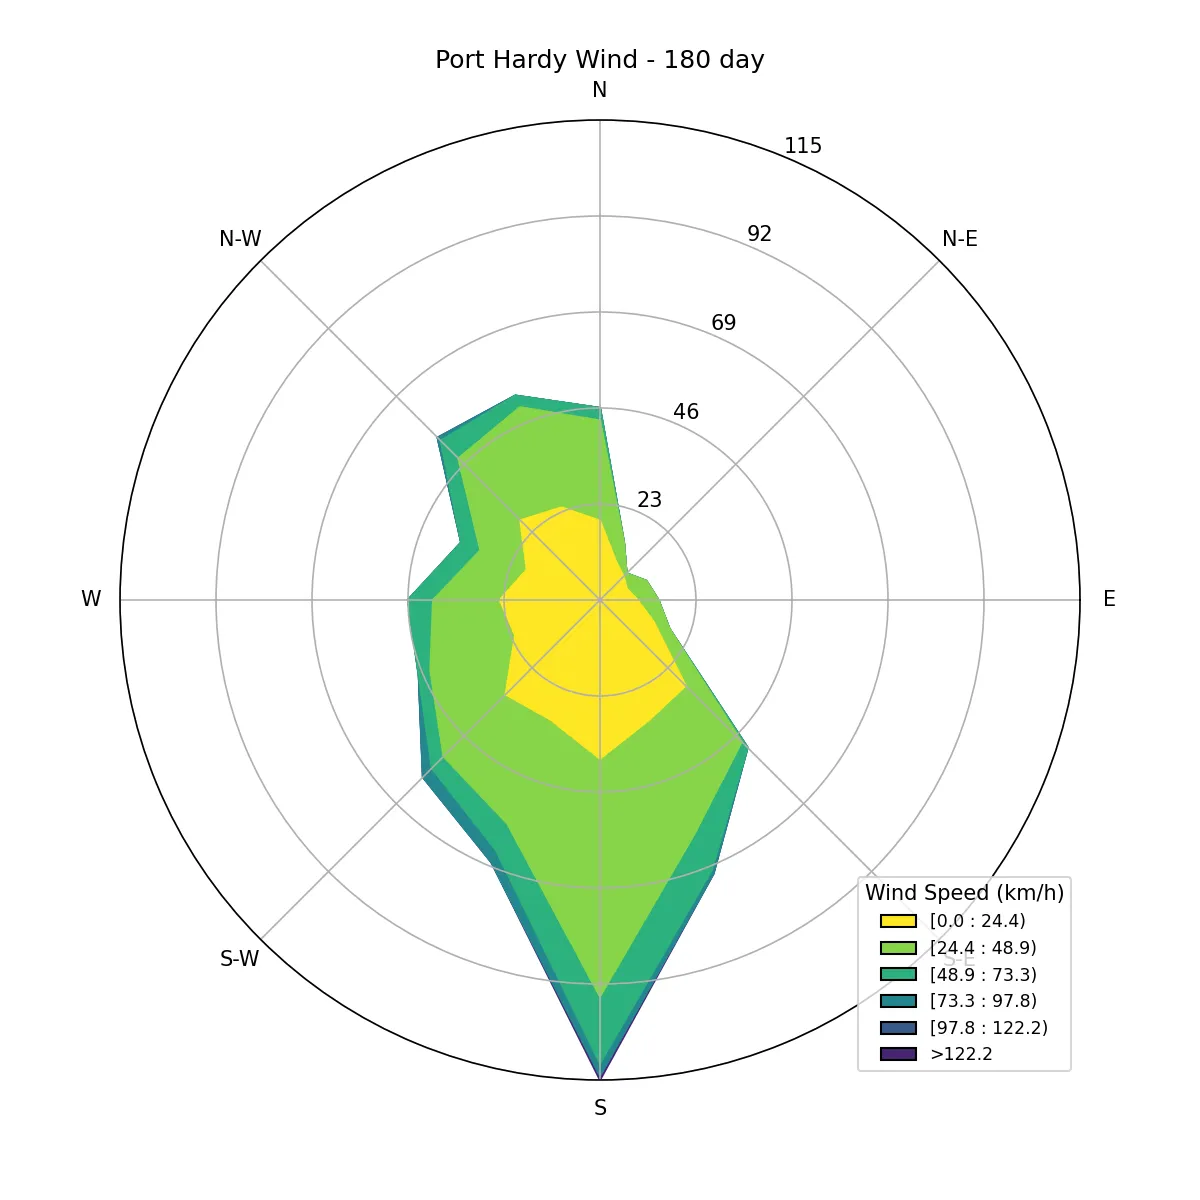 Port Hardy Wind - 180 day
N
115
92
N-W
N-E
69
46
23
W
E
Wind Speed (km/h)
[0.0 : 24.4)
[24.4 : 48.9)
[48.9 : 73.3)
[73.3 : 97.8)
[97.8 : 122.2)
>122.2
S-W
S-E
S